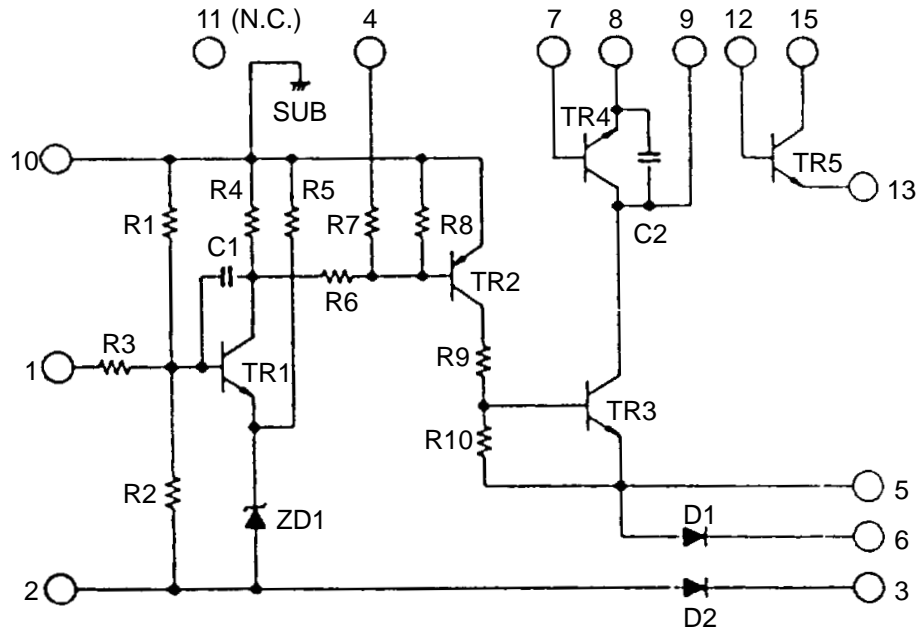 11 (N.C.) 4 7 8 9 12 15
SUB
TR4
10 R4 R5 TR5 13
R1 R7 R8 C2
C1
R6 TR2
R3 R9
1 TR1 TR3
R10
R2 5
ZD1 D1
6
2 3
D2